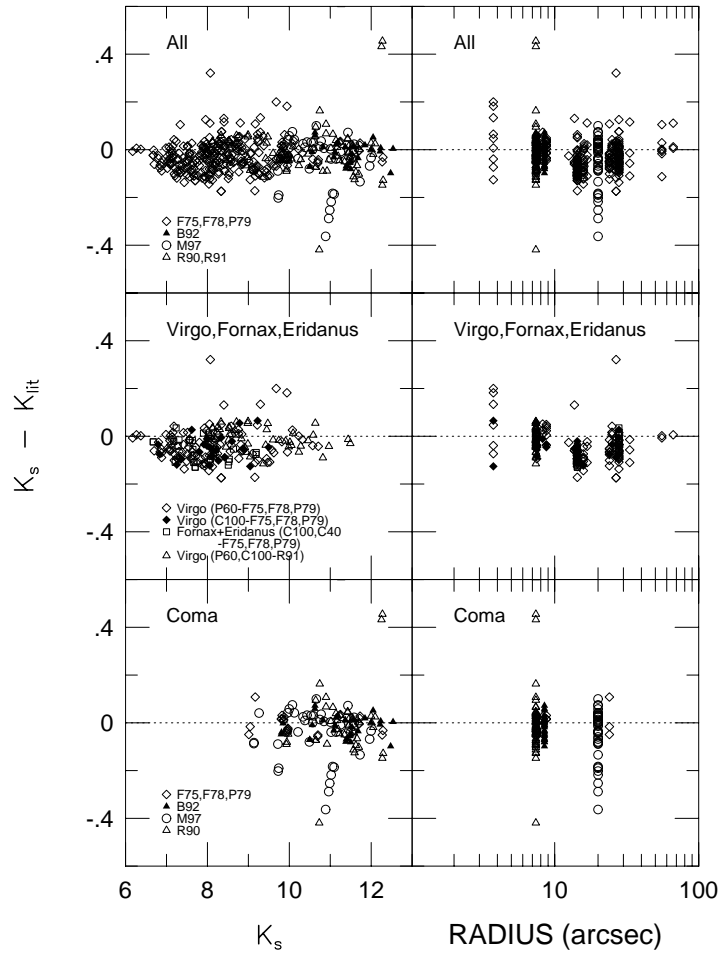 All
All
.4
0
-.4
F75,F78,P79
B92
M97
R90,R91
Virgo,Fornax,Eridanus
Virgo,Fornax,Eridanus
.4
0
-.4
K_s − K_lit
Virgo (P60-F75,F78,P79)
Virgo (C100-F75,F78,P79)
Fornax+Eridanus (C100,C40
-F75,F78,P79)
Virgo (P60,C100-R91)
Coma
Coma
.4
0
-.4
F75,F78,P79
B92
M97
R90
6 8 10 12
10 100
K_s
RADIUS (arcsec)